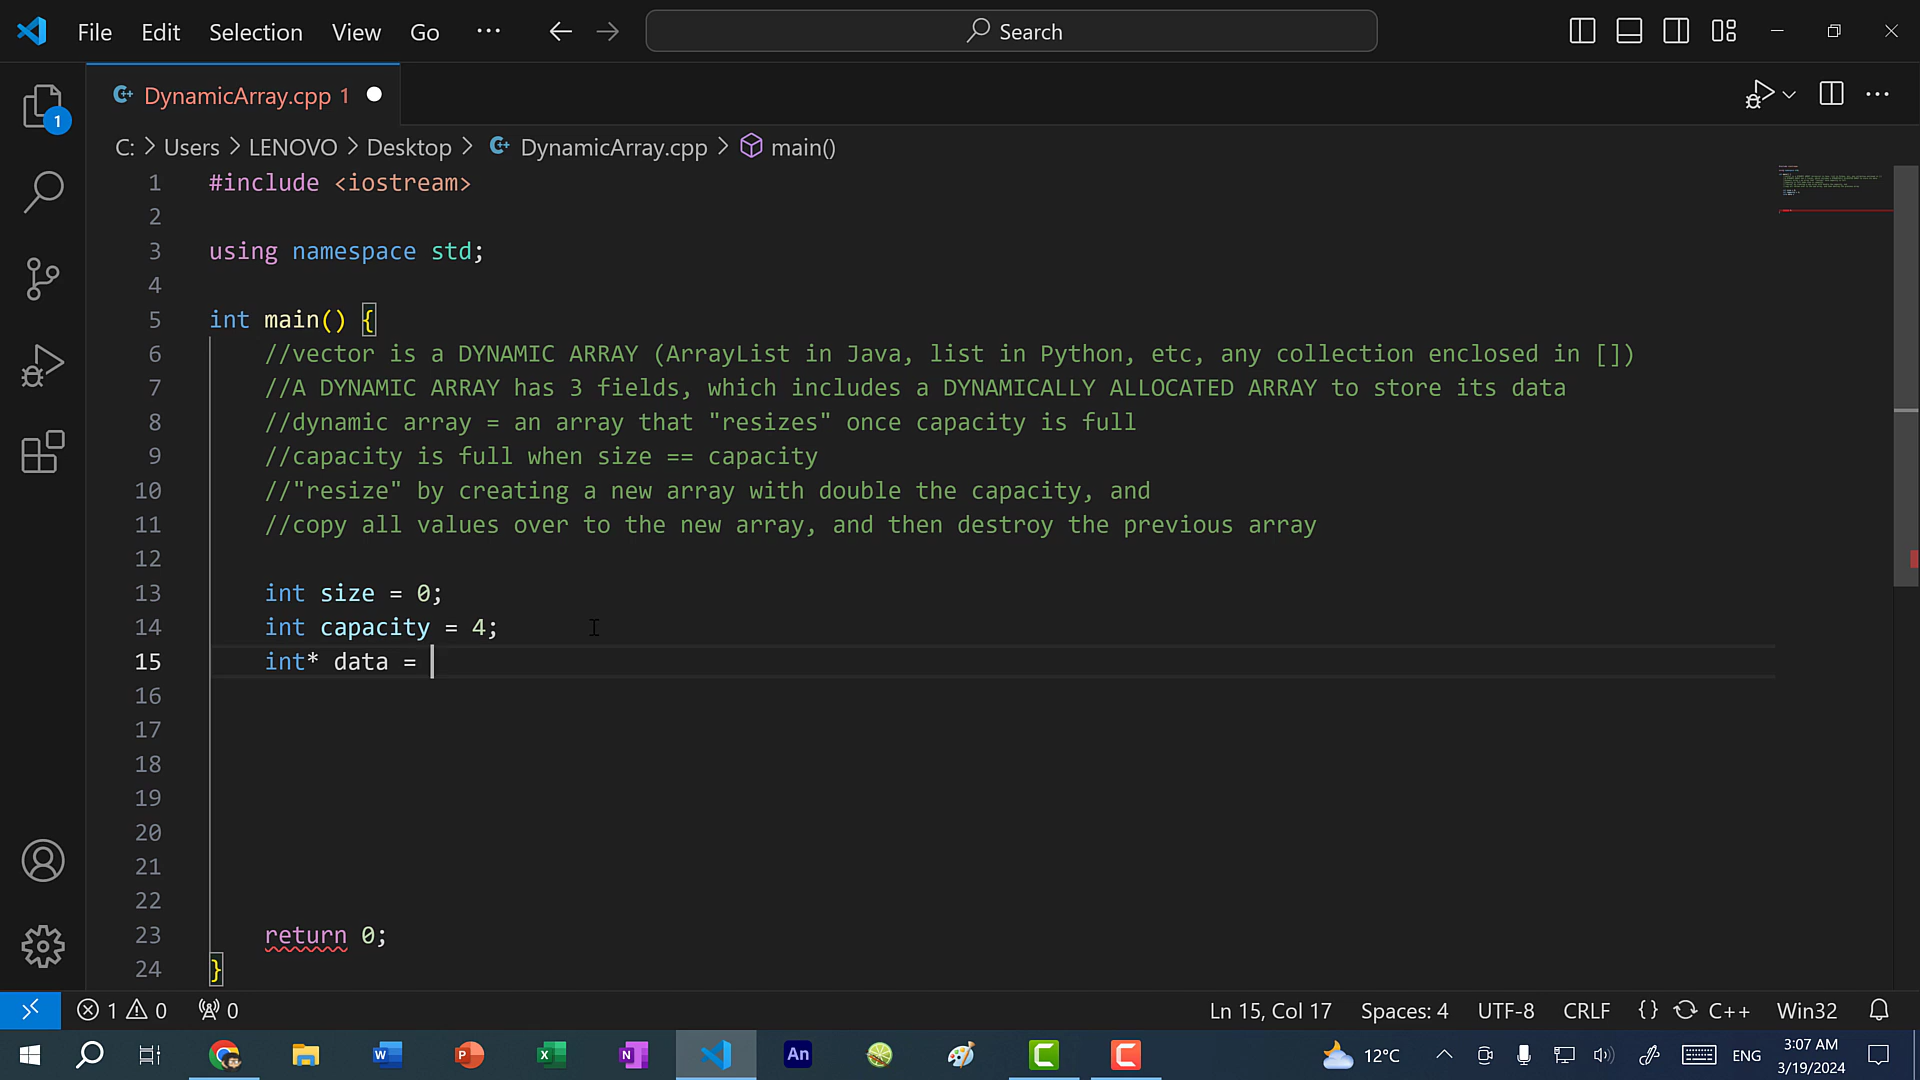 File Edit Selection View Go ··· Search
DynamicArray.cpp 1
C: > Users > LENOVO > Desktop > DynamicArray.cpp > main()
1 #include <iostream>
2
3 using namespace std;
4
5 int main() {
6 //vector is a DYNAMIC ARRAY (ArrayList in Java, list in Python, etc, any collection enclosed in [])
7 //A DYNAMIC ARRAY has 3 fields, which includes a DYNAMICALLY ALLOCATED ARRAY to store its data
8 //dynamic array = an array that "resizes" once capacity is full
9 //capacity is full when size == capacity
10 //"resize" by creating a new array with double the capacity, and
11 //copy all values over to the new array, and then destroy the previous array
12
13 int size = 0;
14 int capacity = 4;
15 int* data =
16
17
18
19
20
21
22
23 return 0;
24 }
1
1 0 0 Ln 15, Col 17 Spaces: 4 UTF-8 CRLF {} C++ Win32
W P X N An 12°C ENG 3:07 AM
3/19/2024